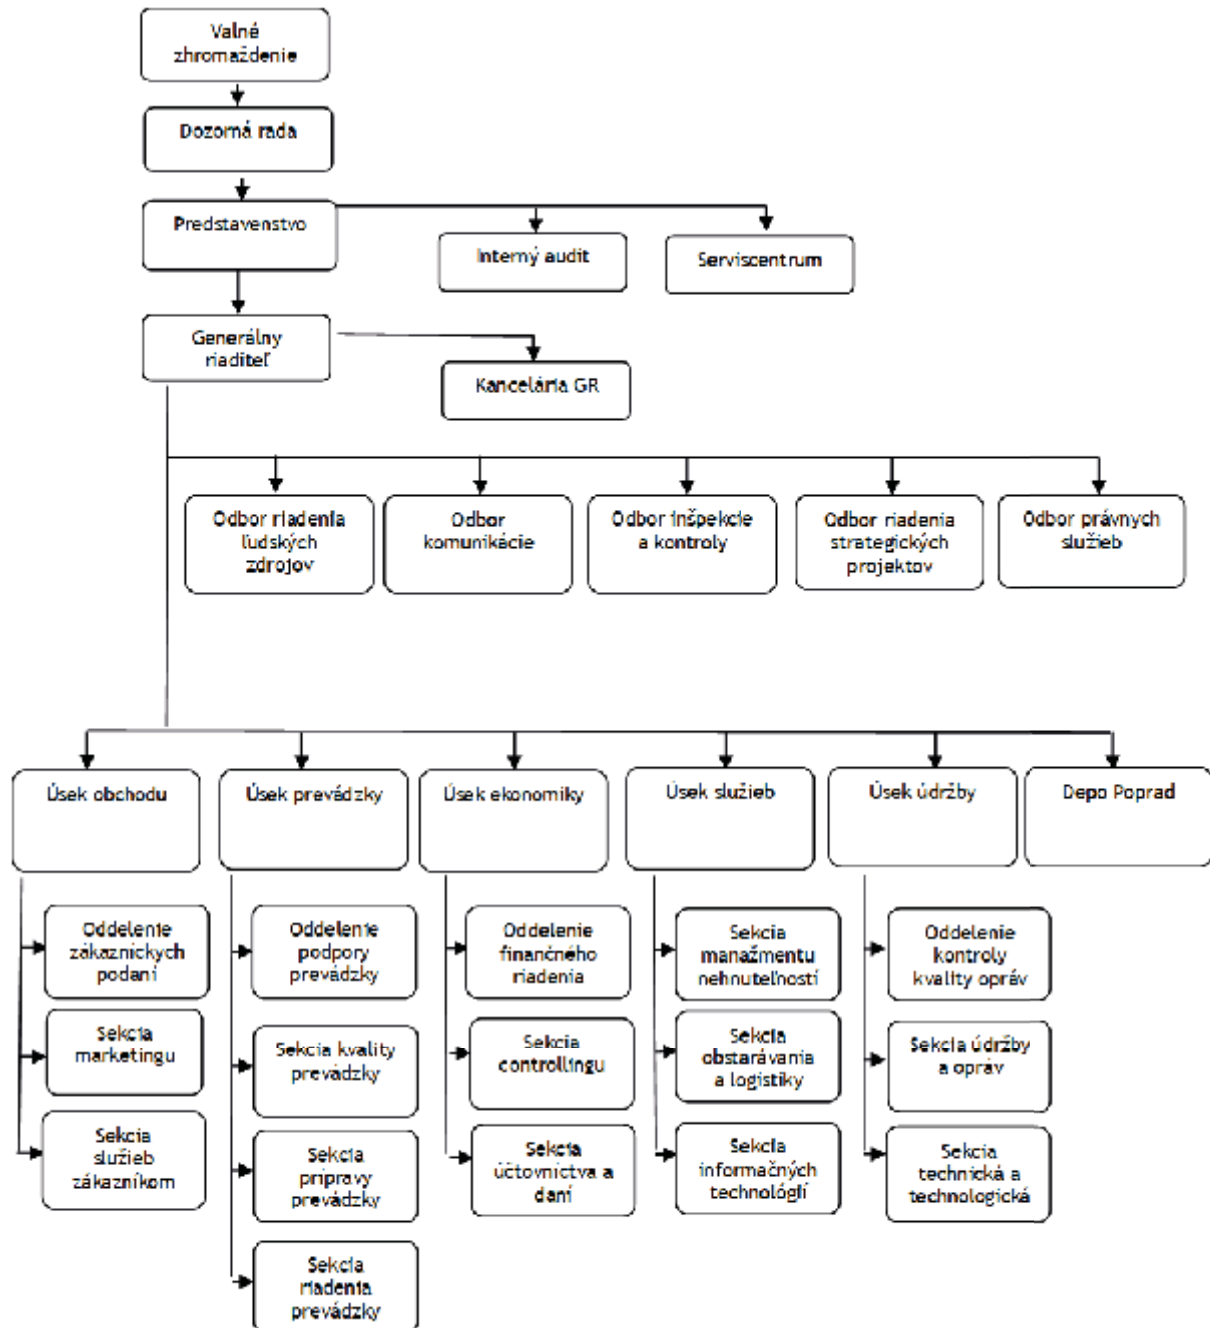 Valné
zhromaždenie
Dozorná rada
Predstavenstvo
Interný audit
Serviscentrum
Generálny
riaditeľ
Kancelária GR
Odbor riadenia
ľudských
zdrojov
Odbor
komunikácie
Odbor inšpekcie
a kontroly
Odbor riadenia
strategických
projektov
Odbor právnych
služieb
Úsek obchodu
Úsek prevádzky
Úsek ekonomiky
Úsek služieb
Úsek údržby
Depo Poprad
Oddelenie
zákazníckych
podaní
Sekcia
marketingu
Sekcia
služieb
zákazníkom
Oddelenie
podpory
prevádzky
Sekcia kvality
prevádzky
Sekcia
prípravy
prevádzky
Sekcia
riadenia
prevádzky
Oddelenie
finančného
riadenia
Sekcia
controllingu
Sekcia
účtovníctva a
daní
Sekcia
manažmentu
nehnuteľností
Sekcia
obstarávania
a logistiky
Sekcia
informačných
technológií
Oddelenie
kontroly
kvality opráv
Sekcia údržby
a opráv
Sekcia
technická a
technologická